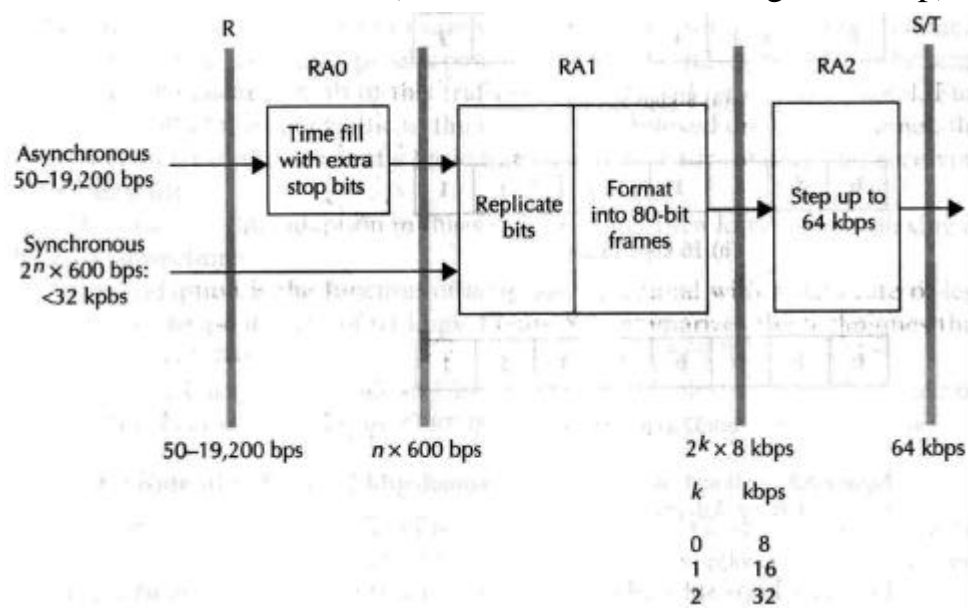 R
S/T
RA0
RA1
RA2
Time fill
with extra
stop bits
Asynchronous
50–19,200 bps
Replicate
bits
Format
into 80-bit
frames
Step up to
64 kbps
Synchronous
2ⁿ × 600 bps:
<32 kpbs
50–19,200 bps
n × 600 bps
2ᵏ × 8 kbps
64 kbps
k kbps
0 8
1 16
2 32